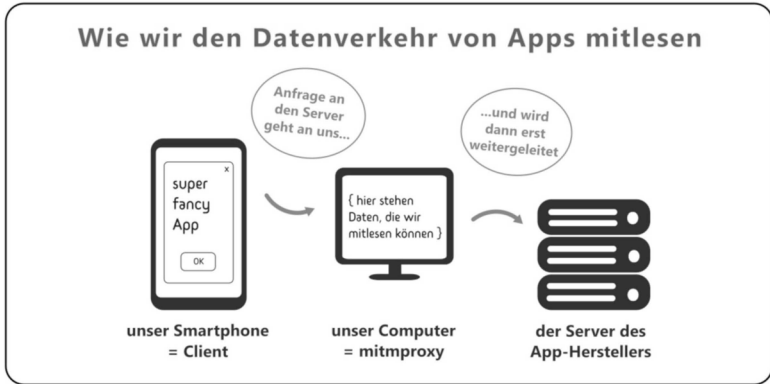 Wie wir den Datenverkehr von Apps mitlesen
Anfrage an
den Server
geht an uns...
...und wird
dann erst
weitergeleitet
x
super
fancy
App
OK
{ hier stehen
Daten, die wir
mitlesen können }
unser Smartphone
= Client
unser Computer
= mitmproxy
der Server des
App-Herstellers